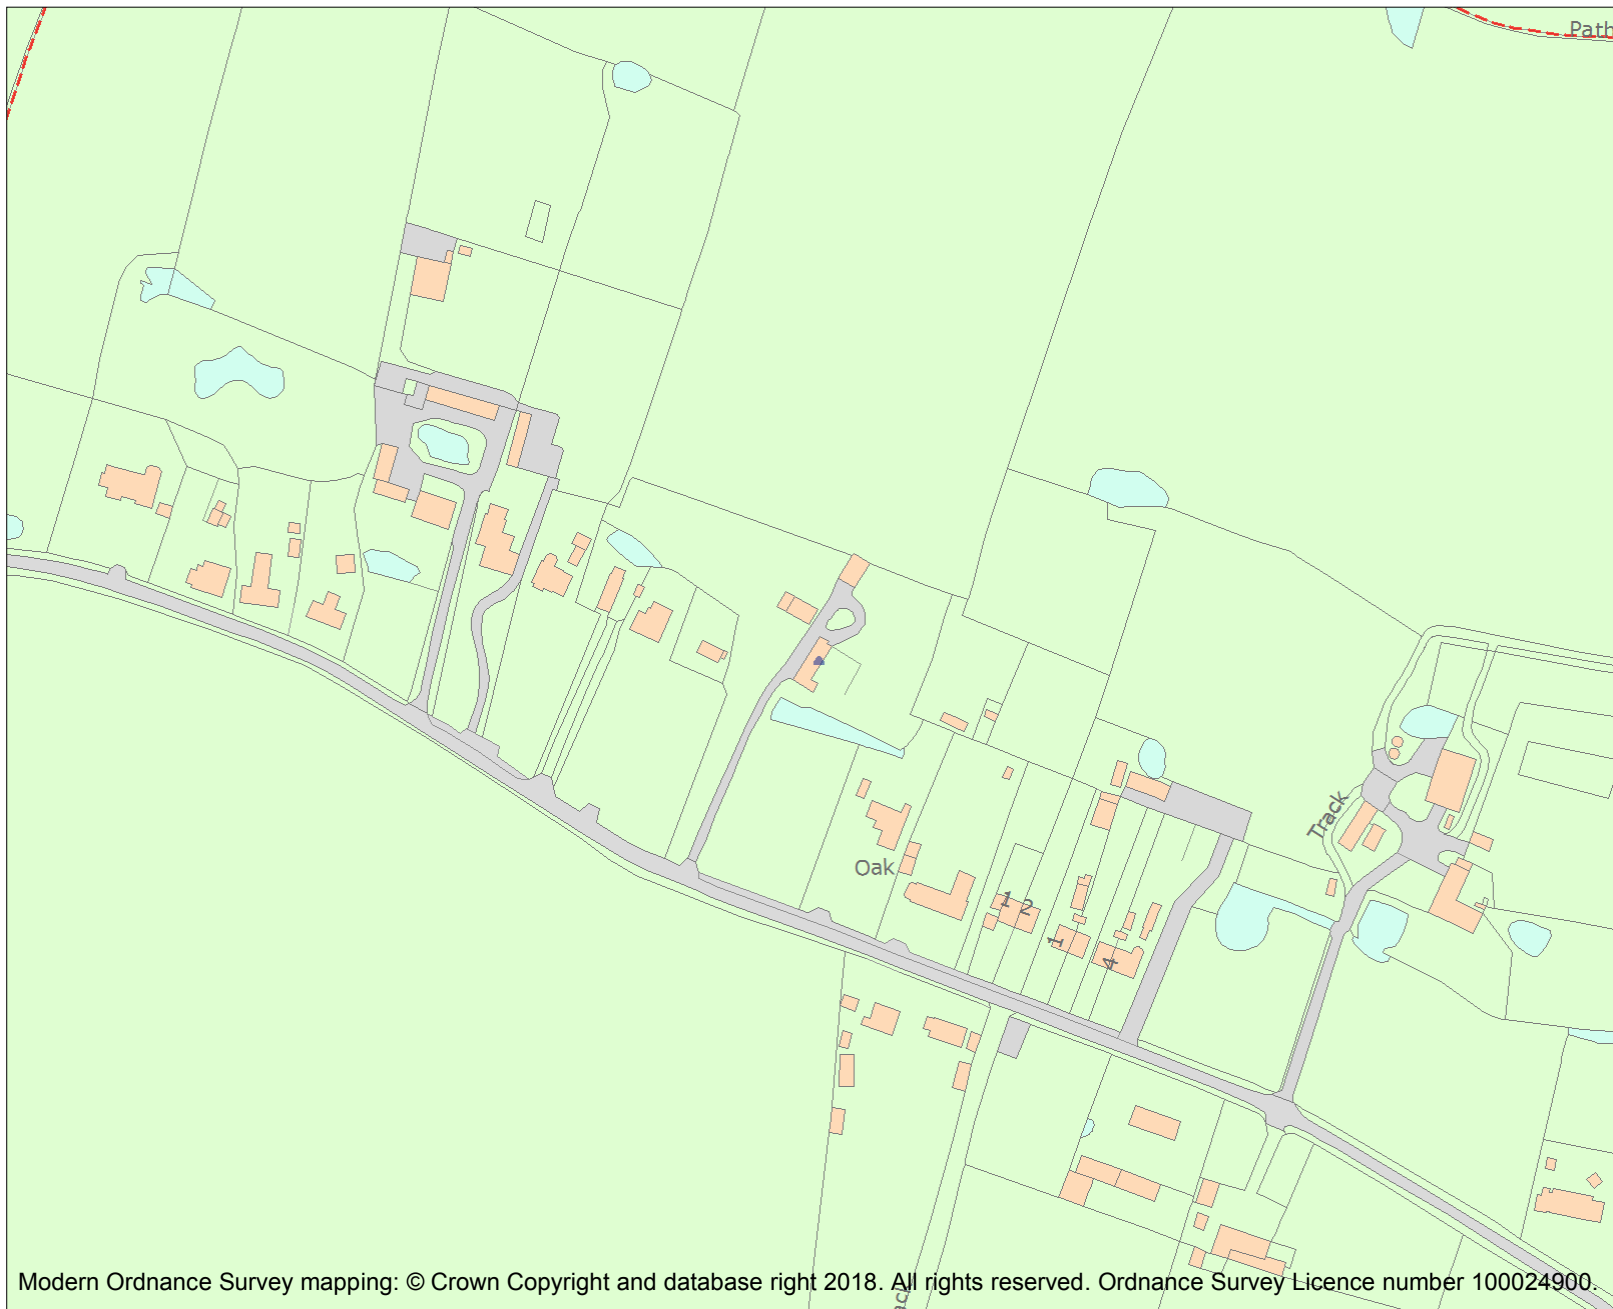 Path
Track
Oak
1 2
1
4
Modern Ordnance Survey mapping: © Crown Copyright and database right 2018. All rights reserved. Ordnance Survey Licence number 100024900.